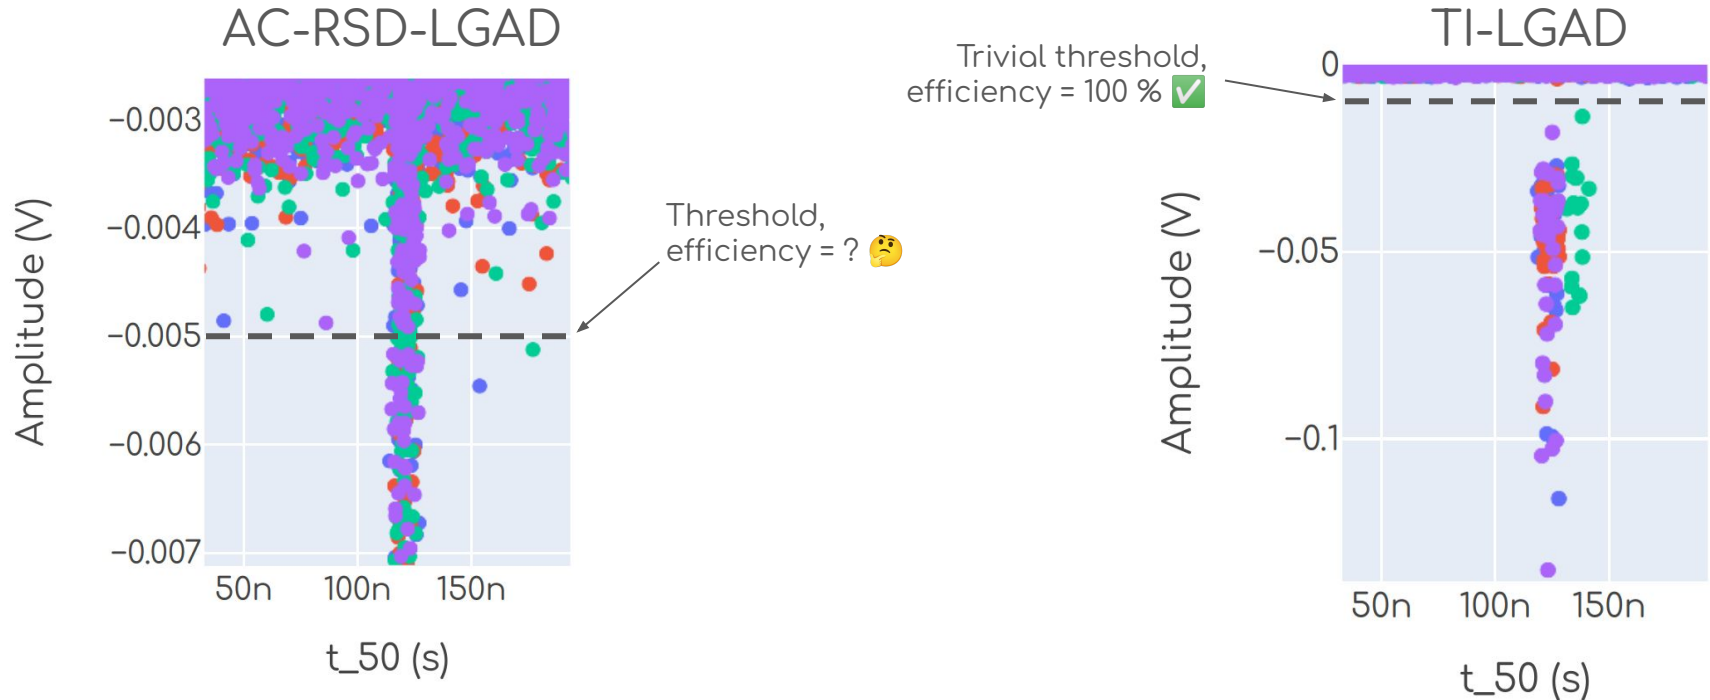 AC-RSD-LGAD
−0.003
−0.004
−0.005
−0.006
−0.007
50n 100n 150n
Amplitude (V)
t_50 (s)
Threshold,
efficiency = ? 🤔
TI-LGAD
Trivial threshold,
efficiency = 100 % ✅
0
−0.05
−0.1
50n 100n 150n
Amplitude (V)
t_50 (s)